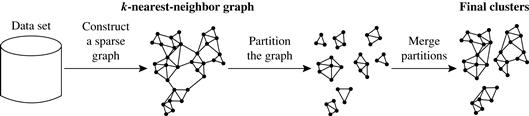 k-nearest-neighbor graph
Final clusters
Data set
Construct
a sparse
graph
Partition
the graph
Merge
partitions